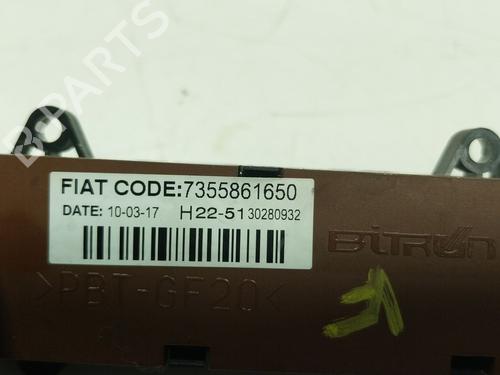 FIAT CODE:7355861650
DATE: 10-03-17 H22-51 30280932
BITRON
>PBT-GF20<